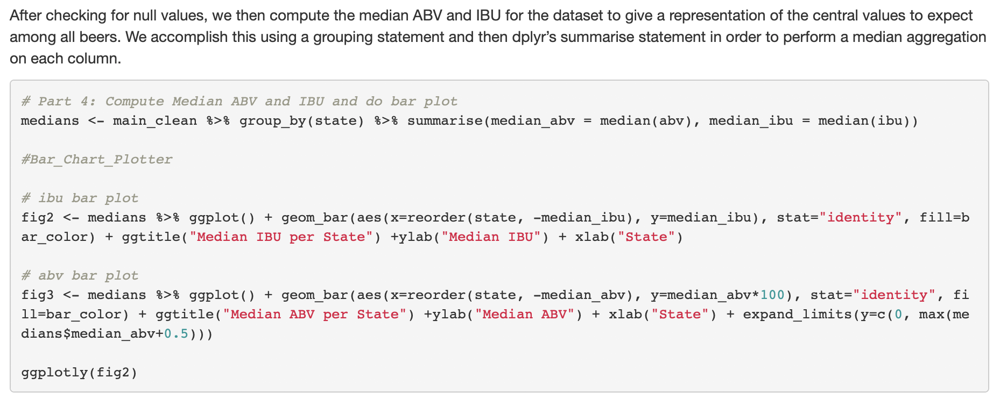 After checking for null values, we then compute the median ABV and IBU for the dataset to give a representation of the central values to expect
among all beers. We accomplish this using a grouping statement and then dplyr’s summarise statement in order to perform a median aggregation
on each column.
# Part 4: Compute Median ABV and IBU and do bar plot
medians <- main_clean %>% group_by(state) %>% summarise(median_abv = median(abv), median_ibu = median(ibu))
#Bar_Chart_Plotter
# ibu bar plot
fig2 <- medians %>% ggplot() + geom_bar(aes(x=reorder(state, -median_ibu), y=median_ibu), stat="identity", fill=b
ar_color) + ggtitle("Median IBU per State") +ylab("Median IBU") + xlab("State")
# abv bar plot
fig3 <- medians %>% ggplot() + geom_bar(aes(x=reorder(state, -median_abv), y=median_abv*100), stat="identity", fi
ll=bar_color) + ggtitle("Median ABV per State") +ylab("Median ABV") + xlab("State") + expand_limits(y=c(0, max(me
dians$median_abv+0.5)))
ggplotly(fig2)